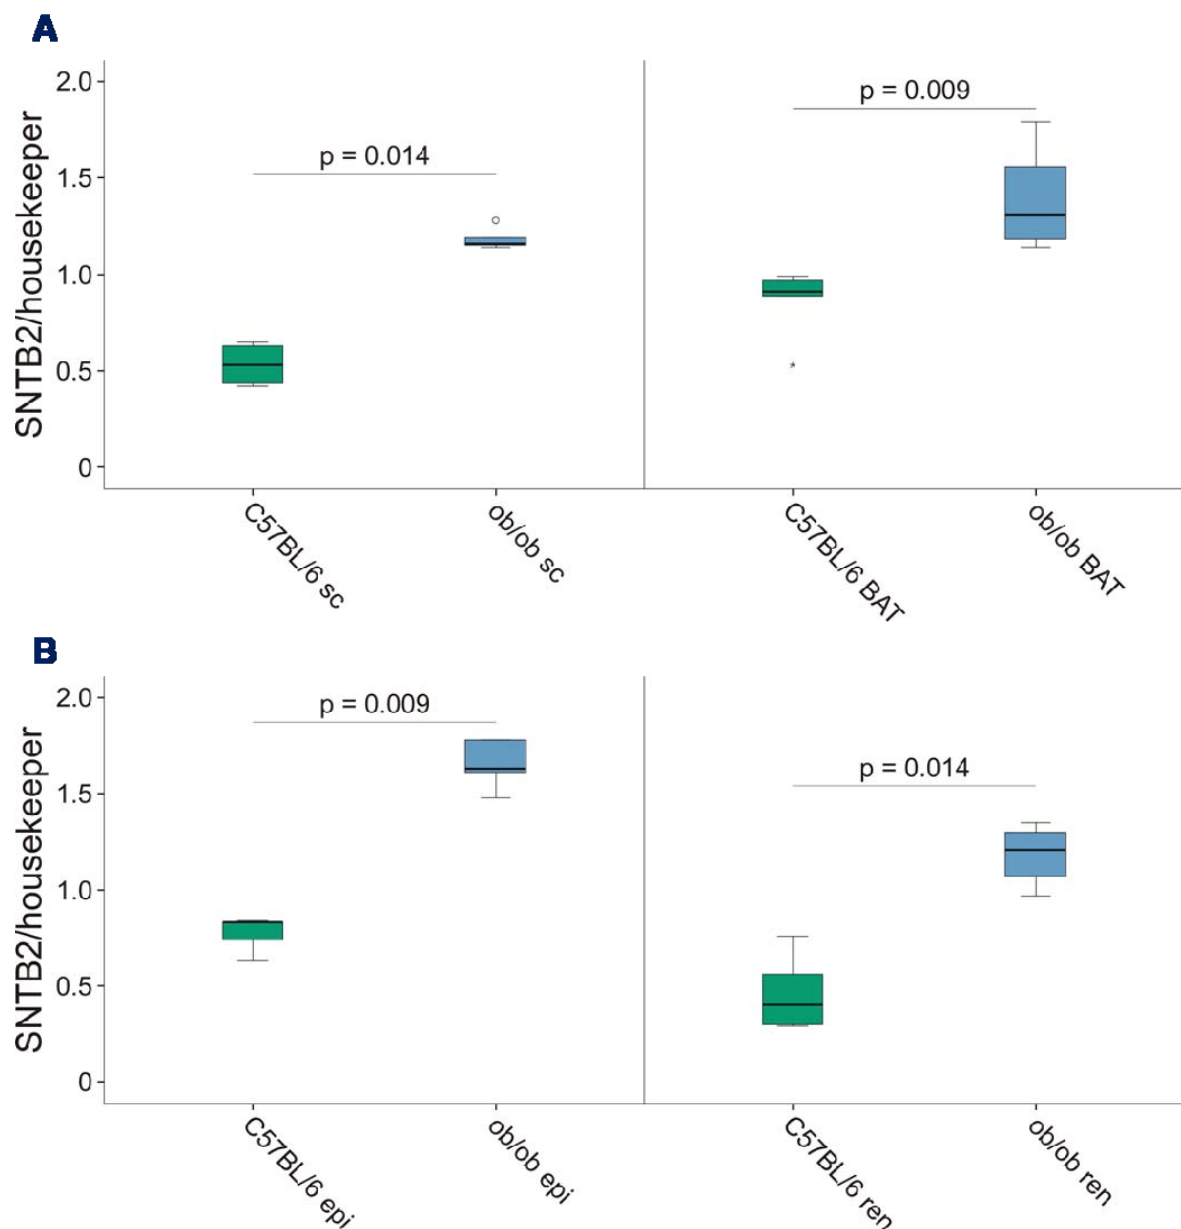 A
SNTB2/housekeeper
2.0
1.5
1.0
0.5
0
p = 0.014
p = 0.009
C57BL/6 sc
ob/ob sc
C57BL/6 BAT
ob/ob BAT
B
SNTB2/housekeeper
2.0
1.5
1.0
0.5
0
p = 0.009
p = 0.014
C57BL/6 epi
ob/ob epi
C57BL/6 ren
ob/ob ren